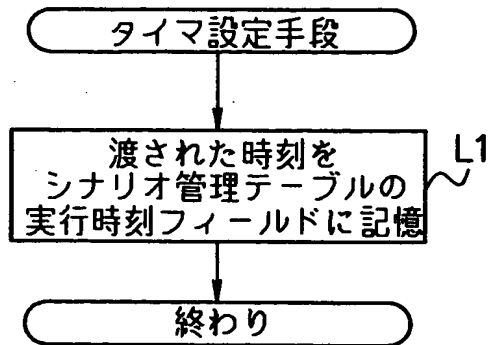 タイマ設定手段
渡された時刻を
シナリオ管理テーブルの
実行時刻フィールドに記憶
L1
終わり